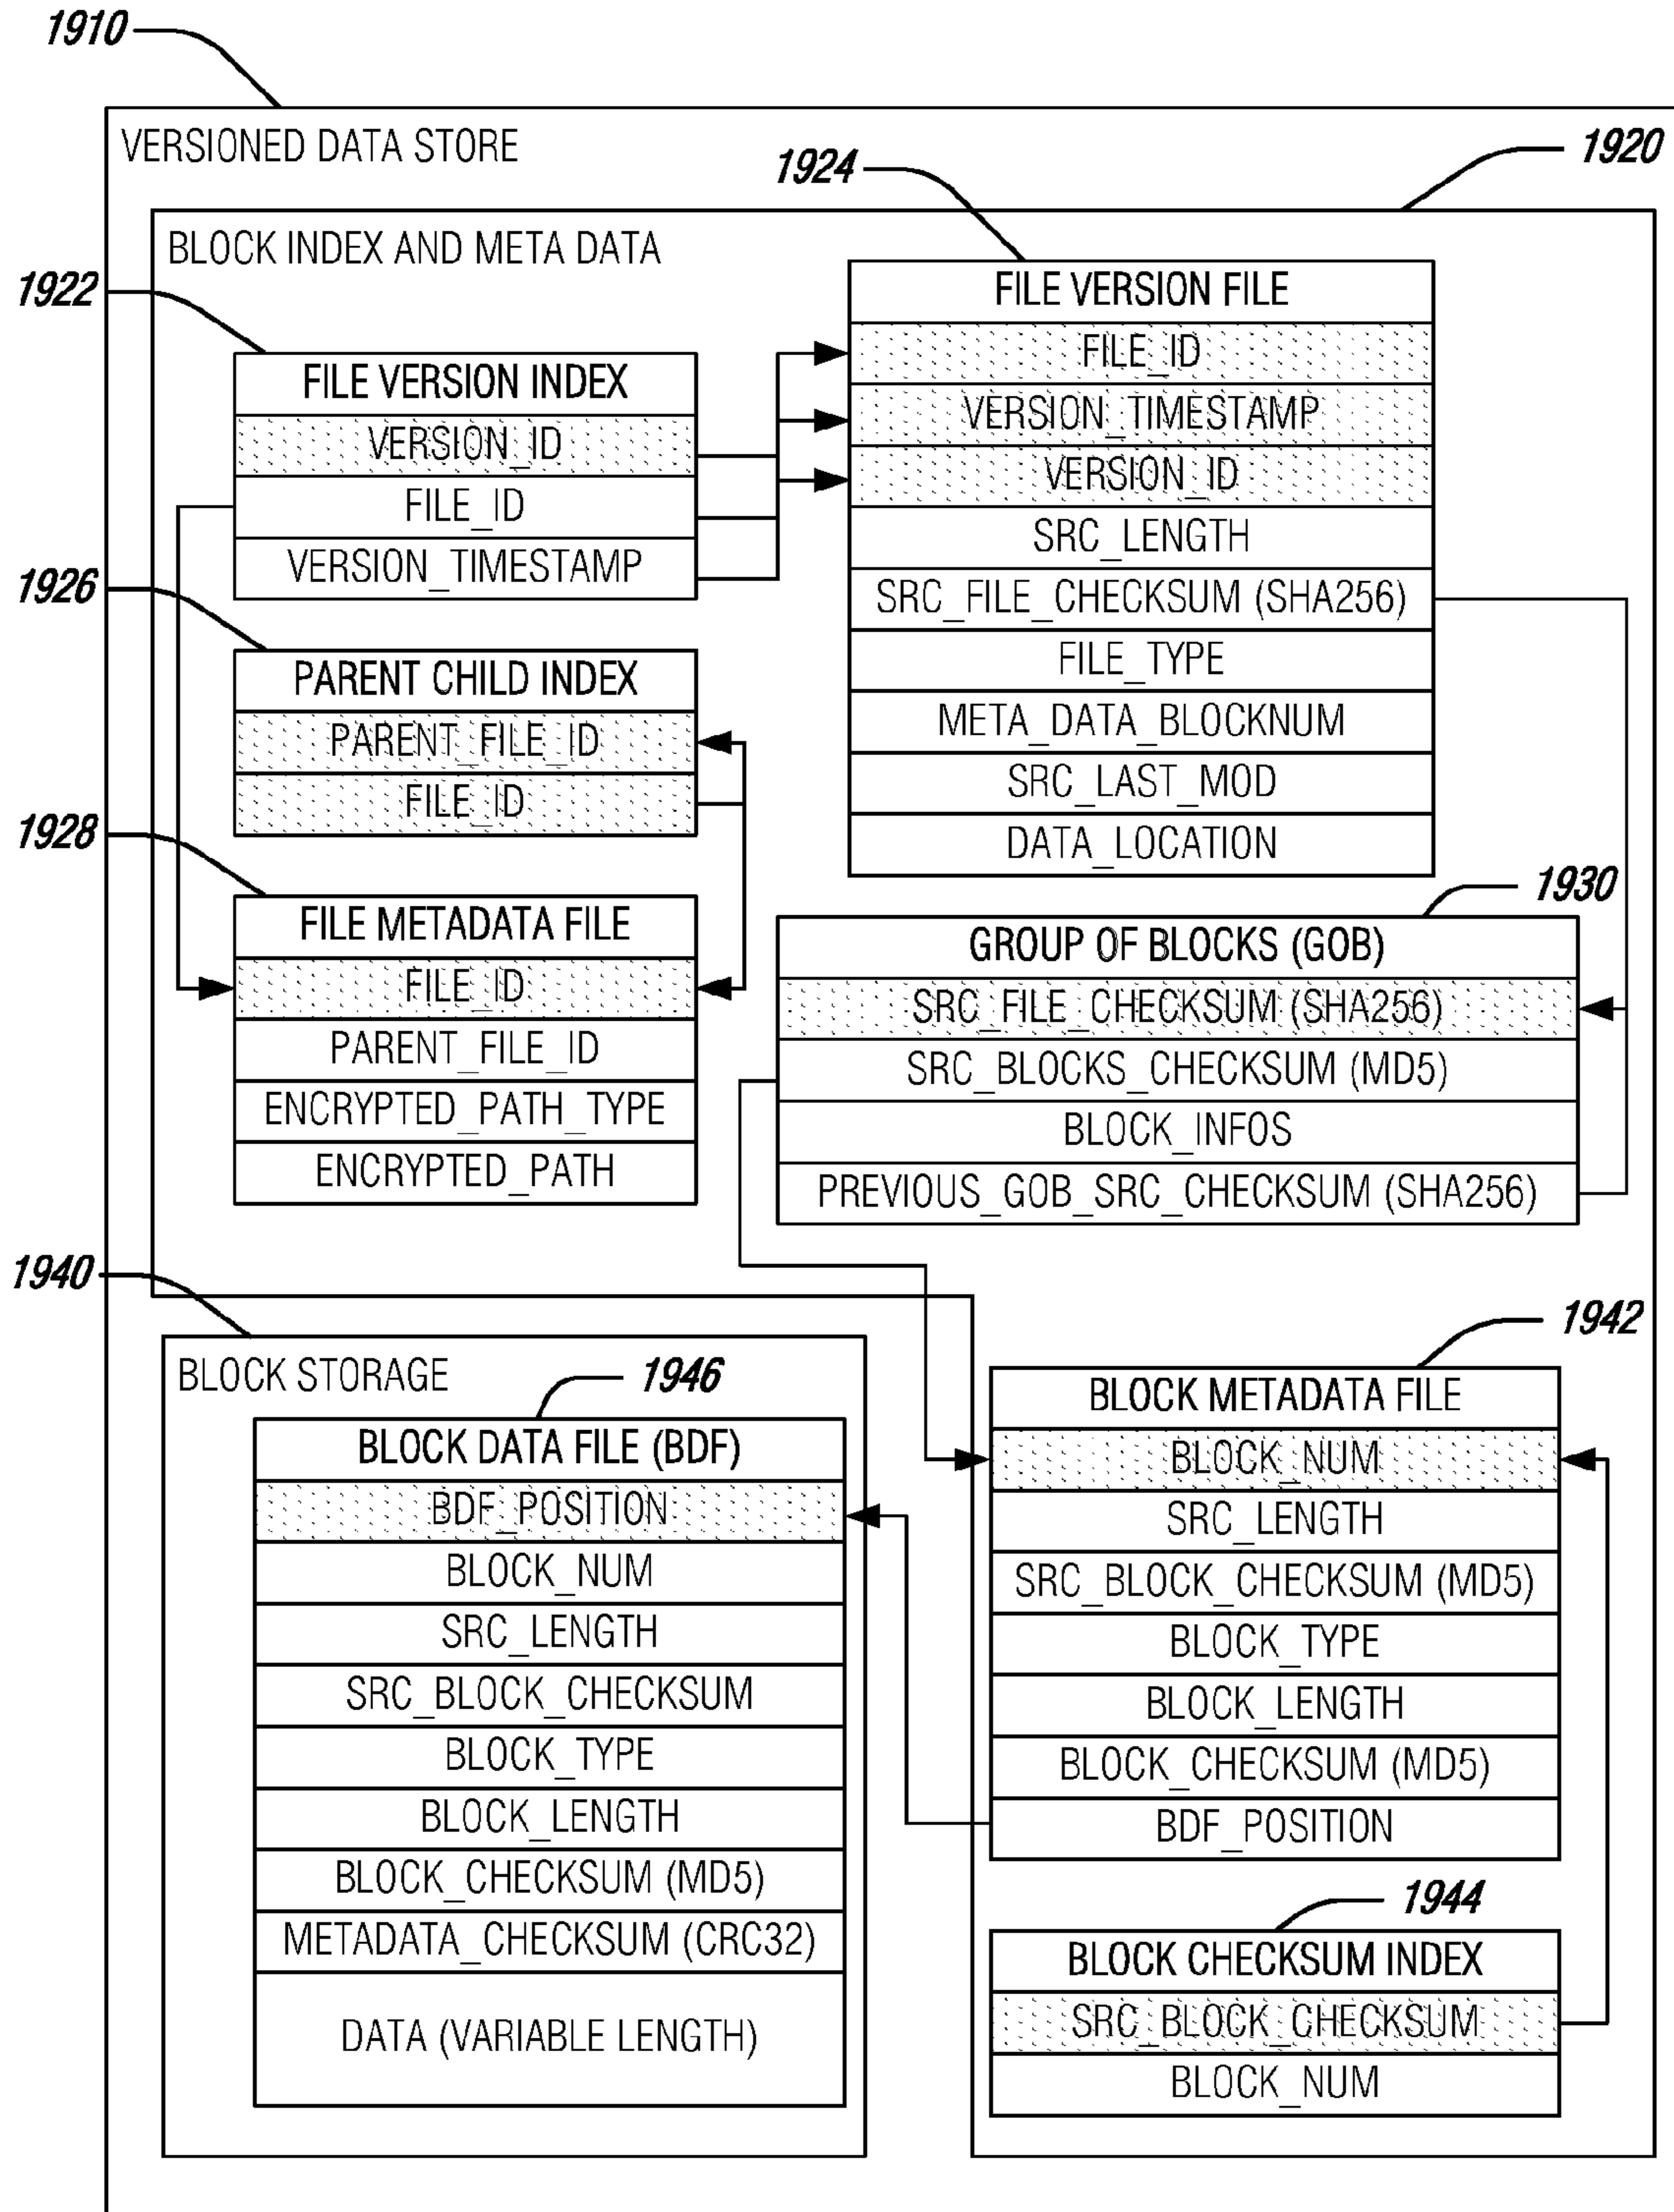 1910
VERSIONED DATA STORE
1920
1924
BLOCK INDEX AND META DATA
1922
FILE VERSION INDEX
VERSION_ID
FILE_ID
VERSION_TIMESTAMP
FILE VERSION FILE
FILE_ID
VERSION_TIMESTAMP
VERSION_ID
SRC_LENGTH
SRC_FILE_CHECKSUM (SHA256)
FILE_TYPE
META_DATA_BLOCKNUM
SRC_LAST_MOD
DATA_LOCATION
1926
PARENT CHILD INDEX
PARENT_FILE_ID
FILE_ID
1928
FILE METADATA FILE
FILE_ID
PARENT_FILE_ID
ENCRYPTED_PATH_TYPE
ENCRYPTED_PATH
1930
GROUP OF BLOCKS (GOB)
SRC_FILE_CHECKSUM (SHA256)
SRC_BLOCKS_CHECKSUM (MD5)
BLOCK_INFOS
PREVIOUS_GOB_SRC_CHECKSUM (SHA256)
1940
BLOCK STORAGE
1946
BLOCK DATA FILE (BDF)
BDF_POSITION
BLOCK_NUM
SRC_LENGTH
SRC_BLOCK_CHECKSUM
BLOCK_TYPE
BLOCK_LENGTH
BLOCK_CHECKSUM (MD5)
METADATA_CHECKSUM (CRC32)
DATA (VARIABLE LENGTH)
1942
BLOCK METADATA FILE
BLOCK_NUM
SRC_LENGTH
SRC_BLOCK_CHECKSUM (MD5)
BLOCK_TYPE
BLOCK_LENGTH
BLOCK_CHECKSUM (MD5)
BDF_POSITION
1944
BLOCK CHECKSUM INDEX
SRC_BLOCK_CHECKSUM
BLOCK_NUM